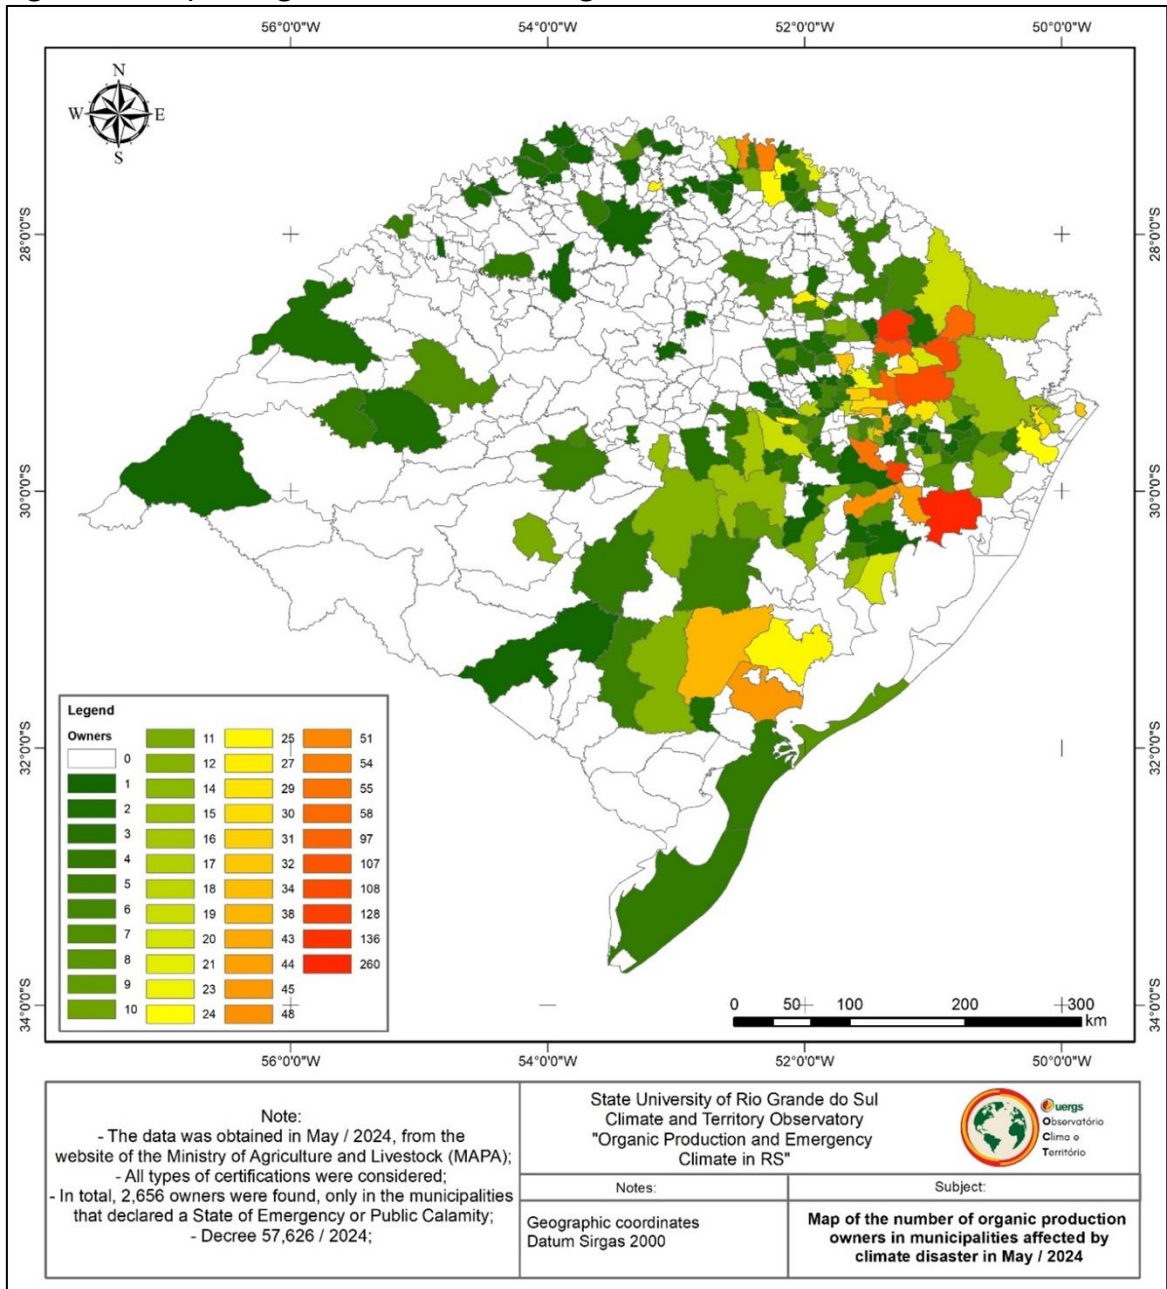 56°0'0"W 54°0'0"W 52°0'0"W 50°0'0"W
N
W E
S
28°0'0"S 28°0'0"S
30°0'0"S 30°0'0"S
32°0'0"S 32°0'0"S
34°0'0"S 34°0'0"S
Legend
Owners
0
1
2
3
4
5
6
7
8
9
10
11
12
14
15
16
17
18
19
20
21
23
24
25
27
29
30
31
32
34
38
43
44
45
48
51
54
55
58
97
107
108
128
136
260
0 50 100 200 300
km
56°0'0"W 54°0'0"W 52°0'0"W 50°0'0"W
Note:
- The data was obtained in May / 2024, from the
website of the Ministry of Agriculture and Livestock (MAPA);
- All types of certifications were considered;
- In total, 2,656 owners were found, only in the municipalities
that declared a State of Emergency or Public Calamity;
- Decree 57,626 / 2024;
State University of Rio Grande do Sul
Climate and Territory Observatory
"Organic Production and Emergency
Climate in RS"
uergs
Observatório
Clima e
Território
Notes:
Geographic coordinates
Datum Sirgas 2000
Subject:
Map of the number of organic production
owners in municipalities affected by
climate disaster in May / 2024